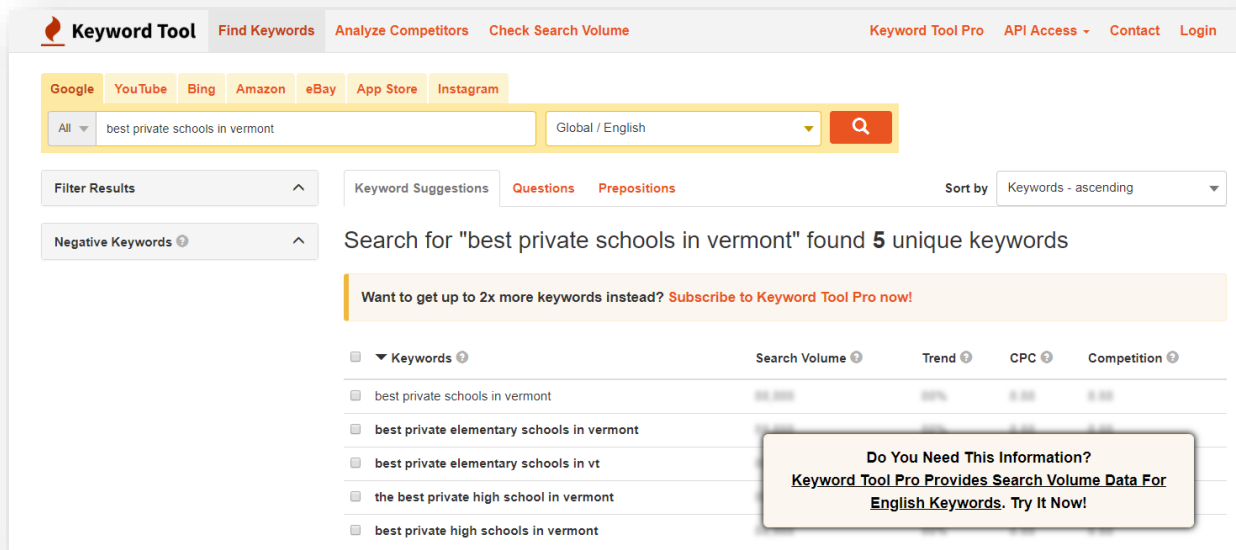 Keyword Tool Find Keywords Analyze Competitors Check Search Volume Keyword Tool Pro API Access Contact Login
Google YouTube Bing Amazon eBay App Store Instagram
All best private schools in vermont Global / English
Filter Results Keyword Suggestions Questions Prepositions Sort by Keywords - ascending
Negative Keywords
Search for "best private schools in vermont" found 5 unique keywords
Want to get up to 2x more keywords instead? Subscribe to Keyword Tool Pro now!
Keywords Search Volume Trend CPC Competition
best private schools in vermont
best private elementary schools in vermont
best private elementary schools in vt
the best private high school in vermont
best private high schools in vermont
Do You Need This Information?
Keyword Tool Pro Provides Search Volume Data For
English Keywords. Try It Now!